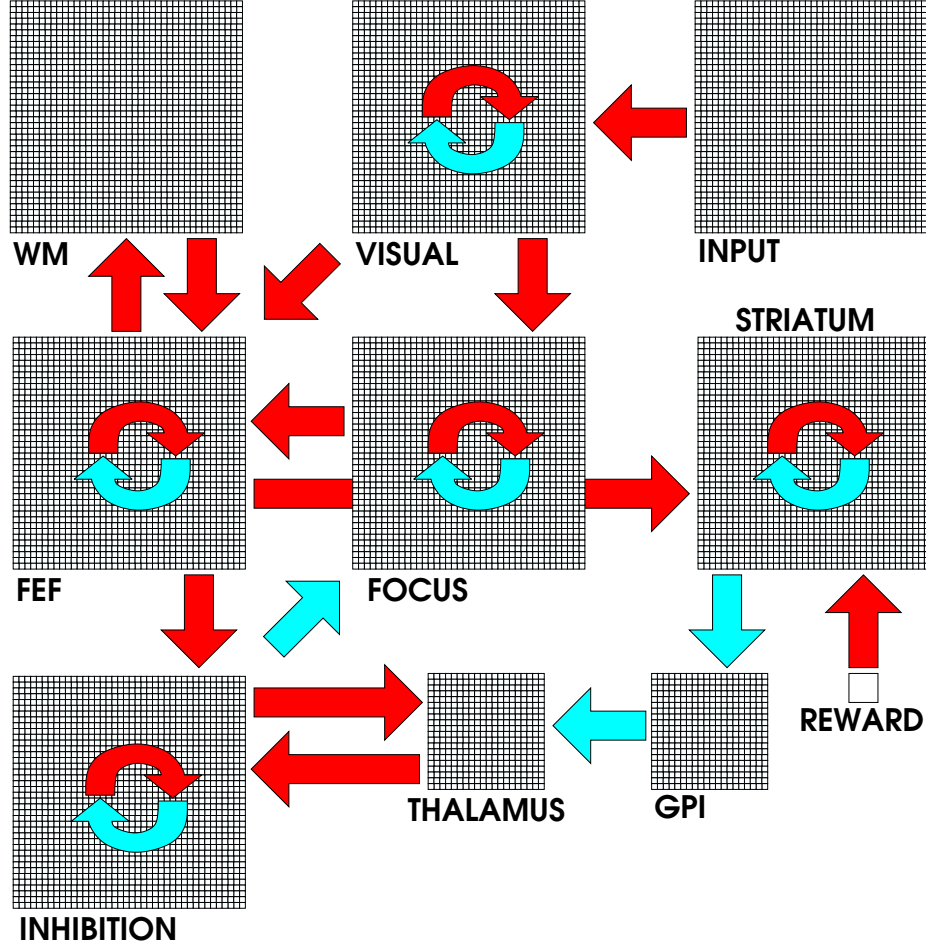 WM
VISUAL
INPUT
STRIATUM
FEF
FOCUS
REWARD
THALAMUS
GPI
INHIBITION